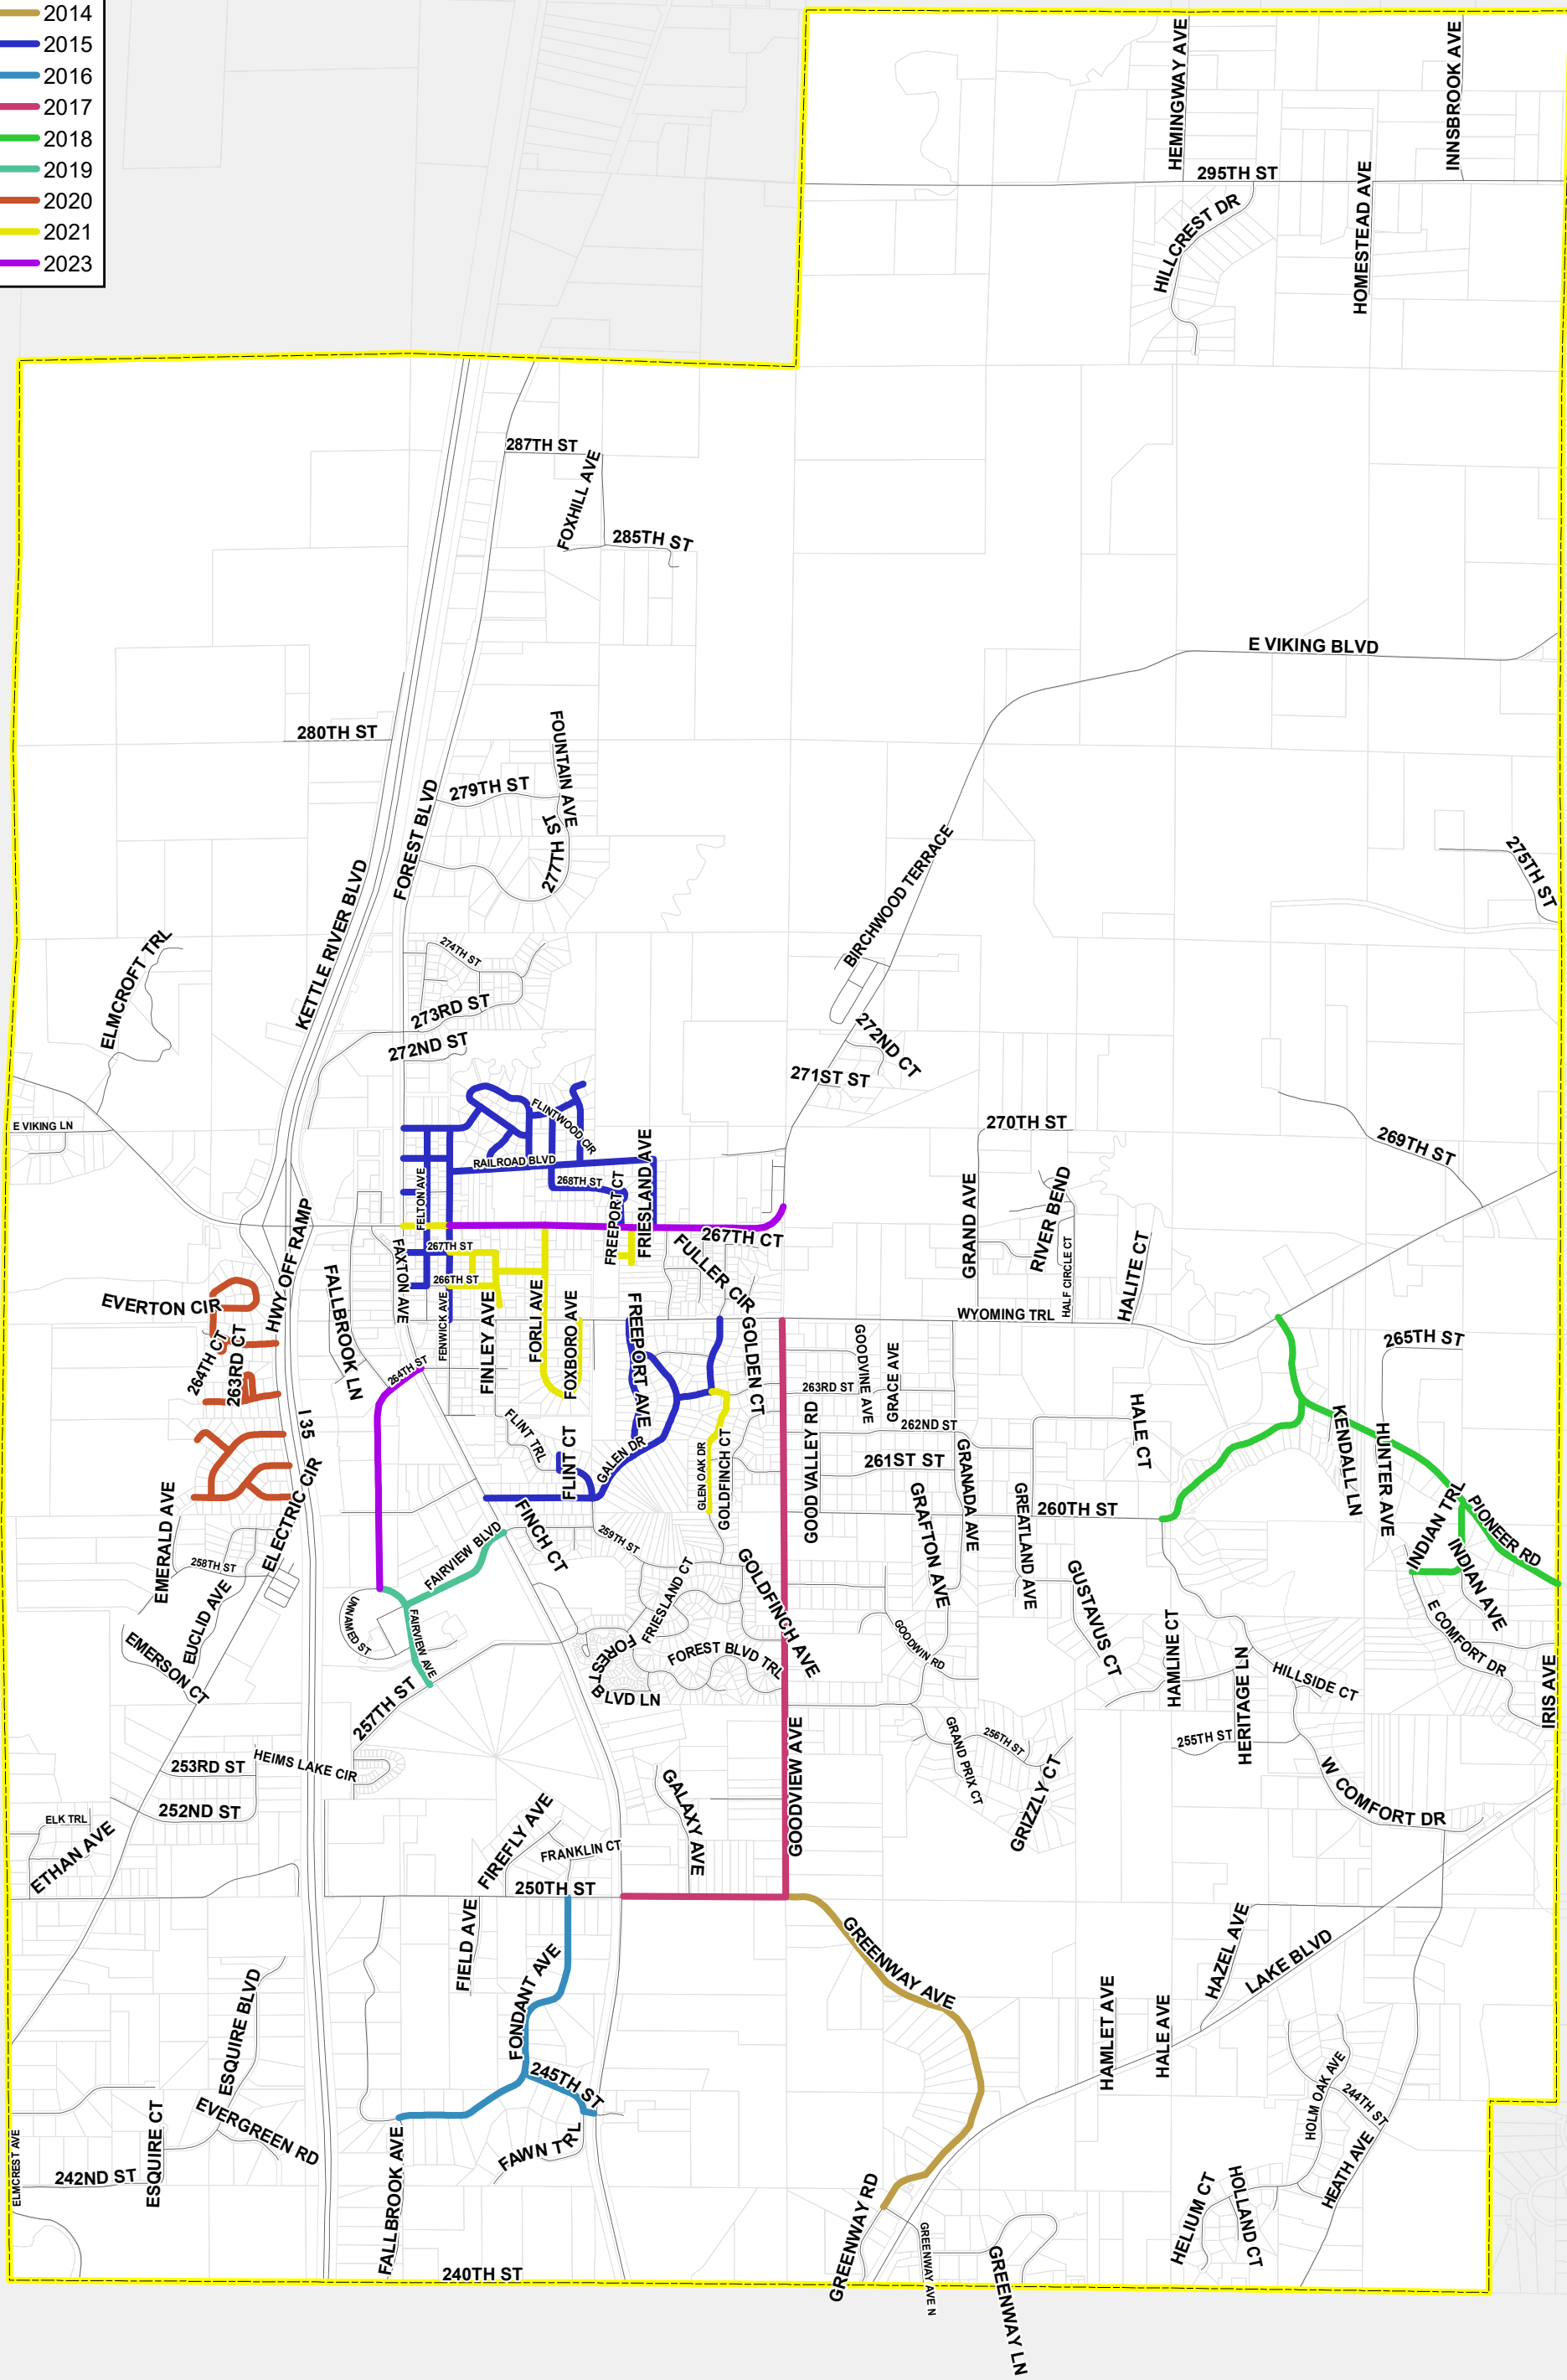 2014
2015
2016
2017
2018
2019
2020
2021
2023
HEMINGWAY AVE
INNSBROOK AVE
295TH ST
HILLCREST DR
HOMESTEAD AVE
287TH ST
FOXHILL AVE
285TH ST
E VIKING BLVD
280TH ST
FOUNTAIN AVE
279TH ST
FOREST BLVD
277TH ST
KETTLE RIVER BLVD
BIRCHWOOD TERRACE
275TH ST
ELMCROFT TRL
274TH ST
273RD ST
272ND ST
272ND CT
271ST ST
E VIKING LN
FLINTWOOD CIR
270TH ST
269TH ST
RAILROAD BLVD
FELTON AVE
268TH ST
FREEPORT CT
FRIESLAND AVE
GRAND AVE
RIVER BEND
HALF CIRCLE CT
HALITE CT
HWY OFF RAMP
FAXTON AVE
267TH ST
267TH CT
FULLER CIR
266TH ST
FALLBROOK LN
EVERTON CIR
264TH CT
263RD CT
FENWICK AVE
FINLEY AVE
FORLI AVE
FOXBORO AVE
FREEPORT AVE
GOLDEN CT
WYOMING TRL
GOODVINE AVE
GRACE AVE
265TH ST
264TH ST
263RD ST
I 35
FLINT TRL
FLINT CT
GALEN DR
GLEN OAK DR
GOLDFINCH CT
GOOD VALLEY RD
262ND ST
261ST ST
GRANADA AVE
HALE CT
KENDALL LN
HUNTER AVE
260TH ST
GRAFTON AVE
GREATLAND AVE
INDIAN TRL
PIONEER RD
INDIAN AVE
EMERALD AVE
ELECTRIC CIR
258TH ST
EUCLID AVE
EMERSON CT
FAIRVIEW BLVD
FINCH CT
259TH ST
UNNAMED ST
FAIRVIEW AVE
FRIESLAND CT
GOLDFINCH AVE
FOREST BLVD LN
FOREST BLVD TRL
GOODWIN RD
GUSTAVUS CT
HAMLINE CT
HERITAGE LN
HILLSIDE CT
E COMFORT DR
IRIS AVE
257TH ST
GOODVIEW AVE
GRAND PRIX CT
256TH ST
255TH ST
253RD ST
HEIMS LAKE CIR
252ND ST
GALAXY AVE
GRIZZLY CT
W COMFORT DR
ELK TRL
ETHAN AVE
FIREFLY AVE
FRANKLIN CT
250TH ST
FIELD AVE
GREENWAY AVE
HAZEL AVE
LAKE BLVD
FONDANT AVE
ESQUIRE BLVD
HAMLET AVE
HALE AVE
245TH ST
HOLM OAK AVE
244TH ST
EVERGREEN RD
ESQUIRE CT
ELMCREST AVE
242ND ST
FAWN TRL
FALLBROOK AVE
HEATH AVE
HELIUM CT
HOLLAND CT
GREENWAY RD
GREENWAY AVE N
GREENWAY LN
240TH ST